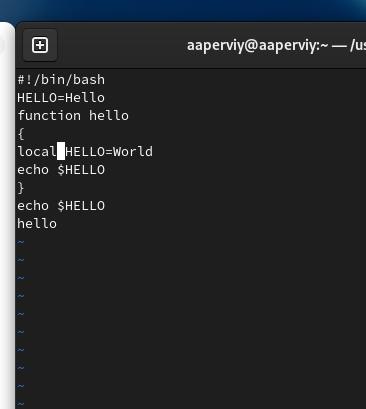 aaperviy@aaperviy:~ — /us
#!/bin/bash
HELLO=Hello
function hello
{
local HELLO=World
echo $HELLO
}
echo $HELLO
hello
~
~
~
~
~
~
~
~
~
~